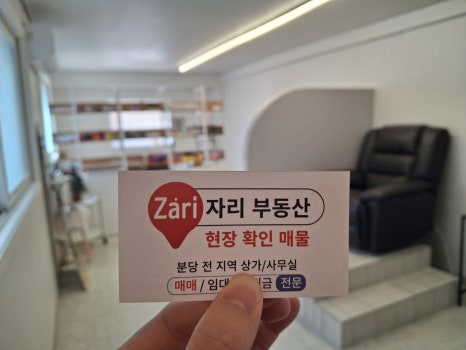 Zari 자리 부동산
현장 확인 매물
분당 전 지역 상가/사무실
매매 / 임대 금 전문